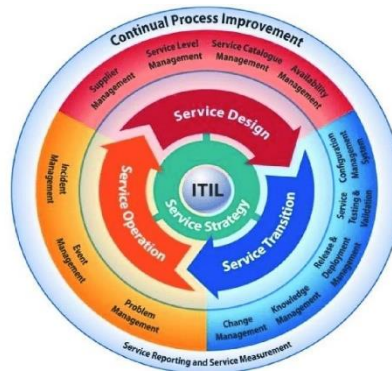 Continual Process Improvement
Supplier
Management
Service Level
Management
Service Catalogue
Management
Availability
Management
Service Design
Configuration
Management
System
Service
Testing &
Validation
Release &
Deployment
Management
Knowledge
Management
Change
Management
Service Transition
ITIL
Service Strategy
Service Operation
Incident
Management
Event
Management
Problem
Management
Service Reporting and Service Measurement